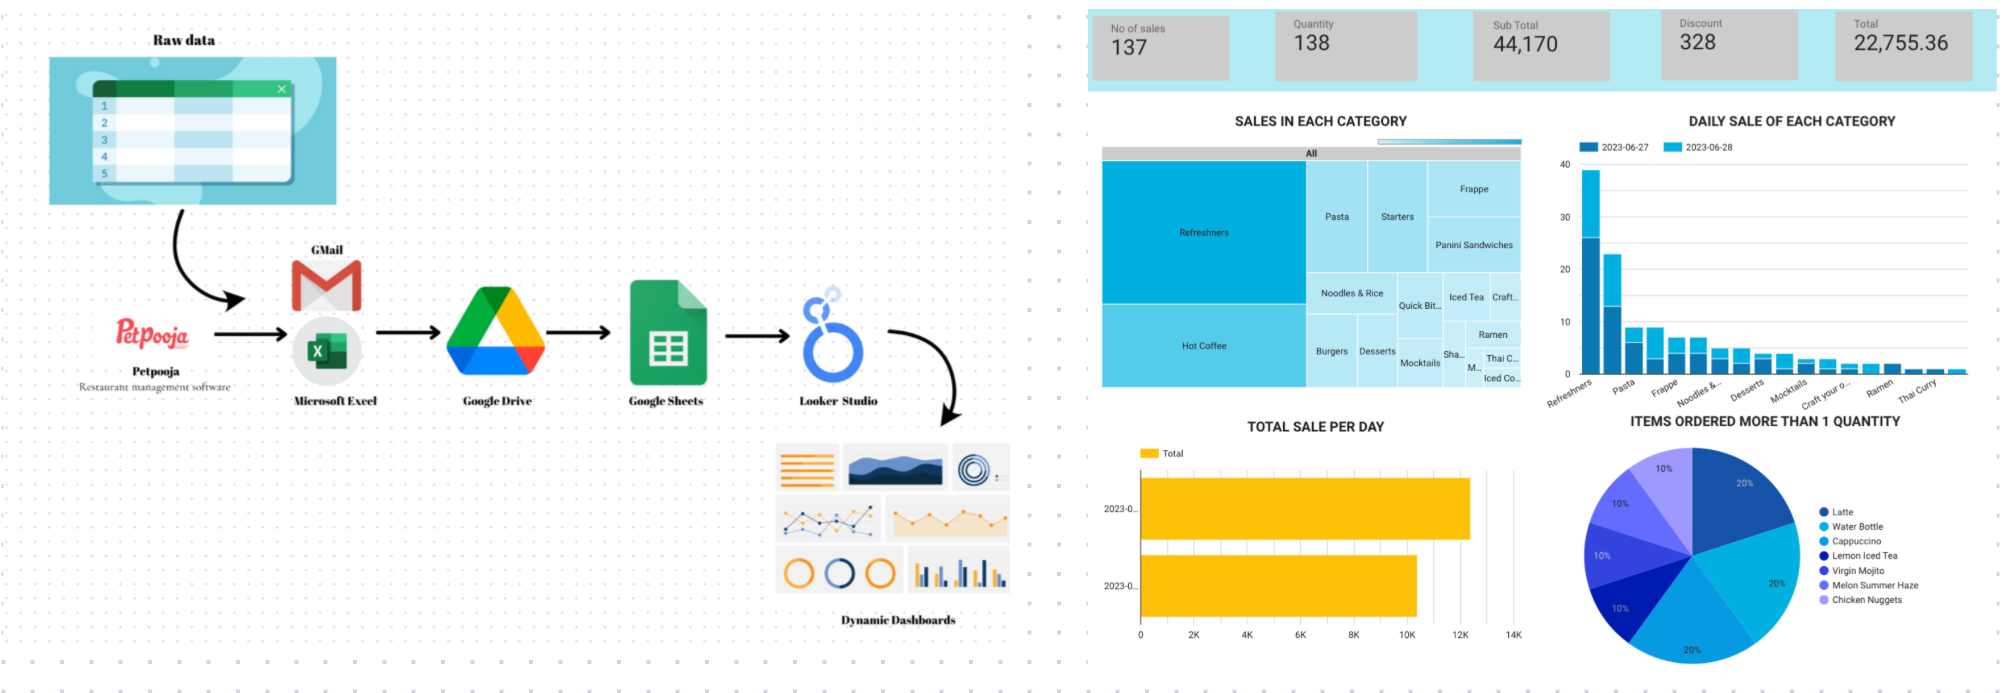 Raw data
1
2
3
4
5
GMail
Petpooja
Petpooja
Restaurant management software
X
Microsoft Excel
Google Drive
Google Sheets
Looker Studio
Dynamic Dashboards
No of sales
137
Quantity
138
Sub Total
44,170
Discount
328
Total
22,755.36
SALES IN EACH CATEGORY
All
Refreshners
Hot Coffee
Pasta
Starters
Frappe
Panini Sandwiches
Noodles & Rice
Quick Bit...
Iced Tea
Craft...
Burgers
Desserts
Mocktails
Sha...
Ramen
M...
Thai C...
Iced Co...
DAILY SALE OF EACH CATEGORY
2023-06-27
2023-06-28
40
30
20
10
0
Refreshners
Pasta
Frappe
Noodles &...
Desserts
Mocktails
Craft your o...
Ramen
Thai Curry
TOTAL SALE PER DAY
Total
2023-0...
2023-0...
0 2K 4K 6K 8K 10K 12K 14K
ITEMS ORDERED MORE THAN 1 QUANTITY
20%
20%
20%
10%
10%
10%
10%
Latte
Water Bottle
Cappuccino
Lemon Iced Tea
Virgin Mojito
Melon Summer Haze
Chicken Nuggets